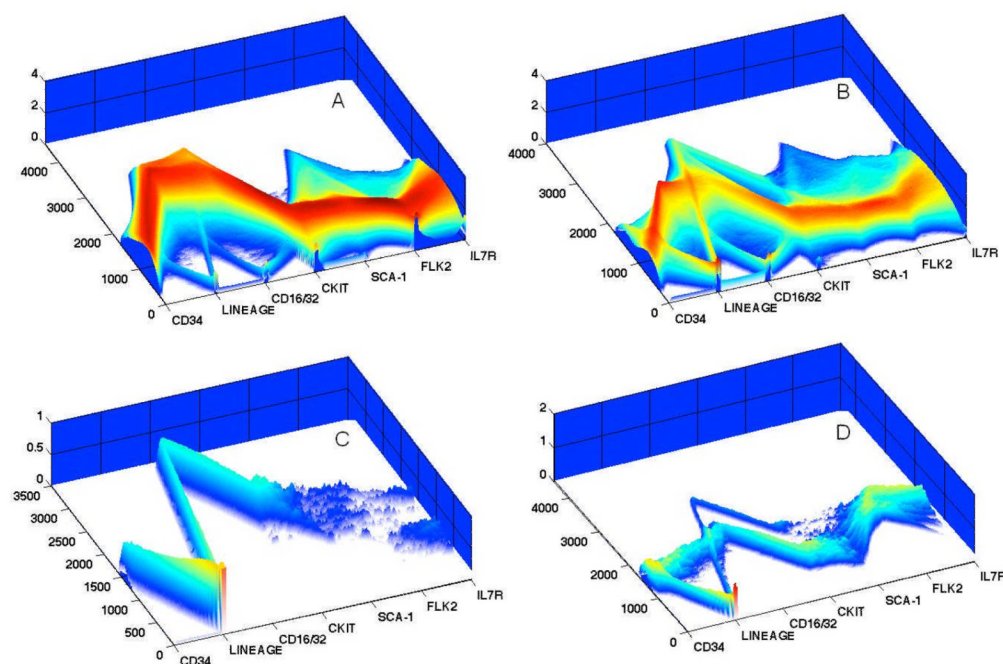 A
4
2
0
4000
3000
2000
1000
0
CD34
LINEAGE
CD16/32
CKIT
SCA-1
FLK2
IL7R
B
4
2
0
4000
3000
2000
1000
0
CD34
LINEAGE
CD16/32
CKIT
SCA-1
FLK2
IL7R
C
1
0.5
0
3500
3000
2500
2000
1500
1000
500
0
CD34
LINEAGE
CD16/32
CKIT
SCA-1
FLK2
IL7R
D
2
1
0
4000
3000
2000
1000
0
CD34
LINEAGE
CD16/32
CKIT
SCA-1
FLK2
IL7R